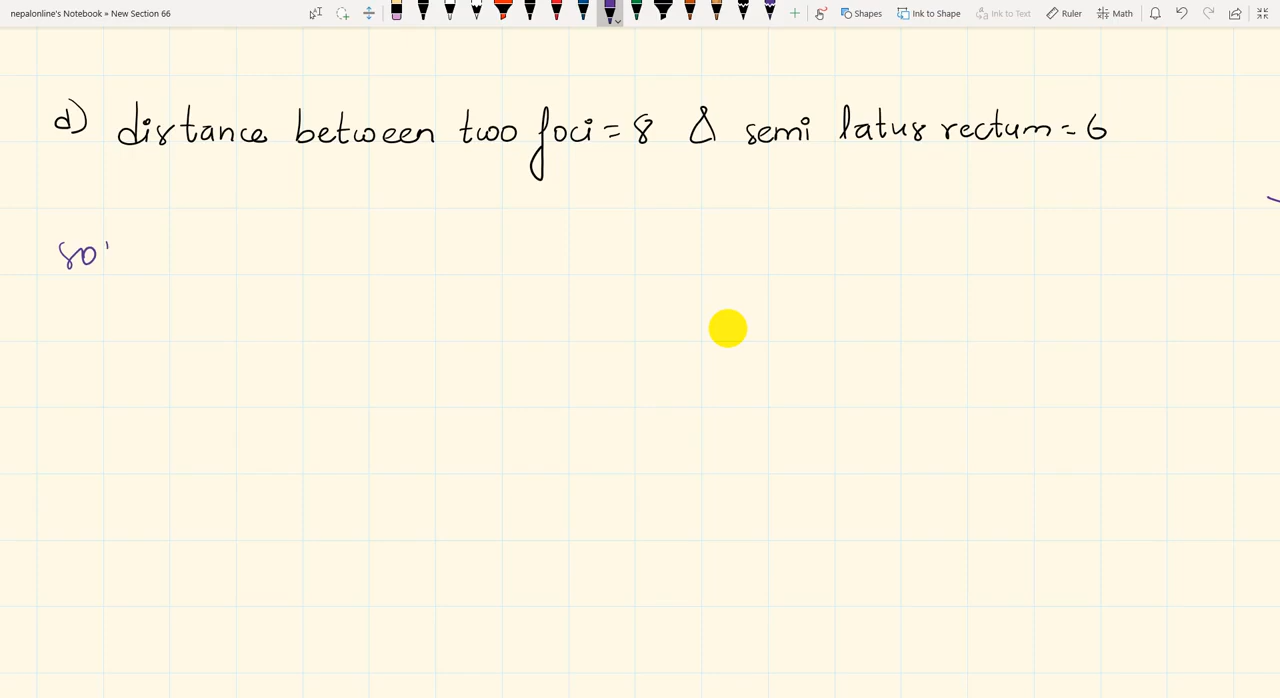 nepalonline's Notebook » New Section 66
Shapes Ink to Shape Ink to Text Ruler Math
d) distance between two foci = 8 & semi latus rectum = 6
so'